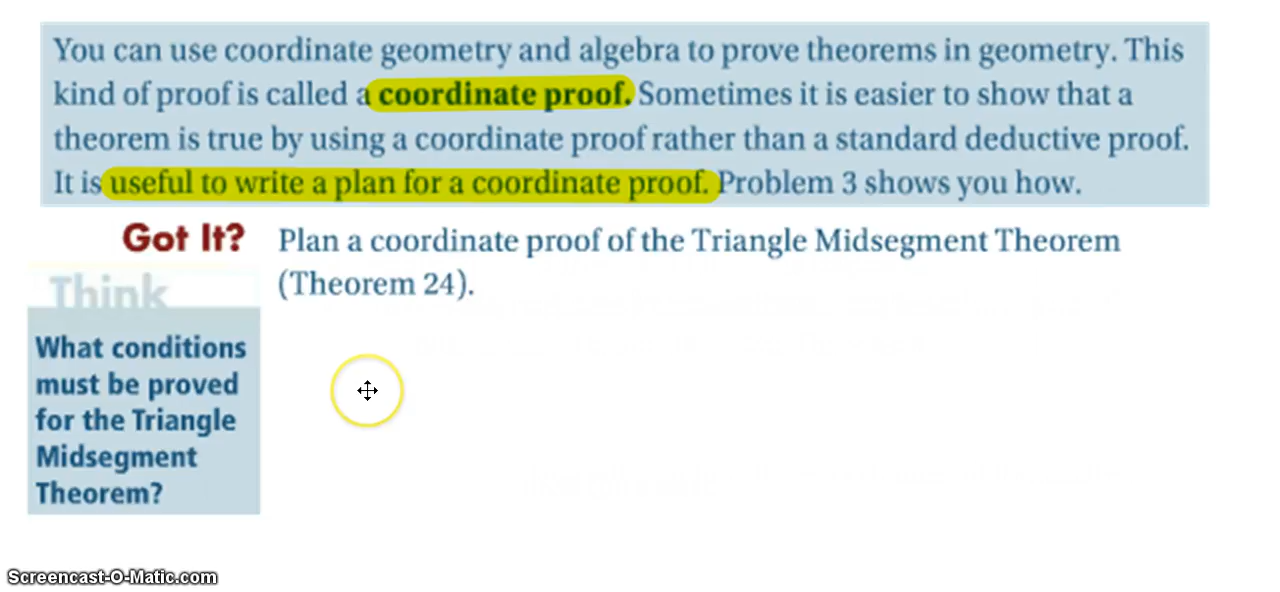 You can use coordinate geometry and algebra to prove theorems in geometry. This
kind of proof is called a coordinate proof. Sometimes it is easier to show that a
theorem is true by using a coordinate proof rather than a standard deductive proof.
It is useful to write a plan for a coordinate proof. Problem 3 shows you how.
Got It? Plan a coordinate proof of the Triangle Midsegment Theorem
(Theorem 24).
Think
What conditions
must be proved
for the Triangle
Midsegment
Theorem?
Screencast-O-Matic.com